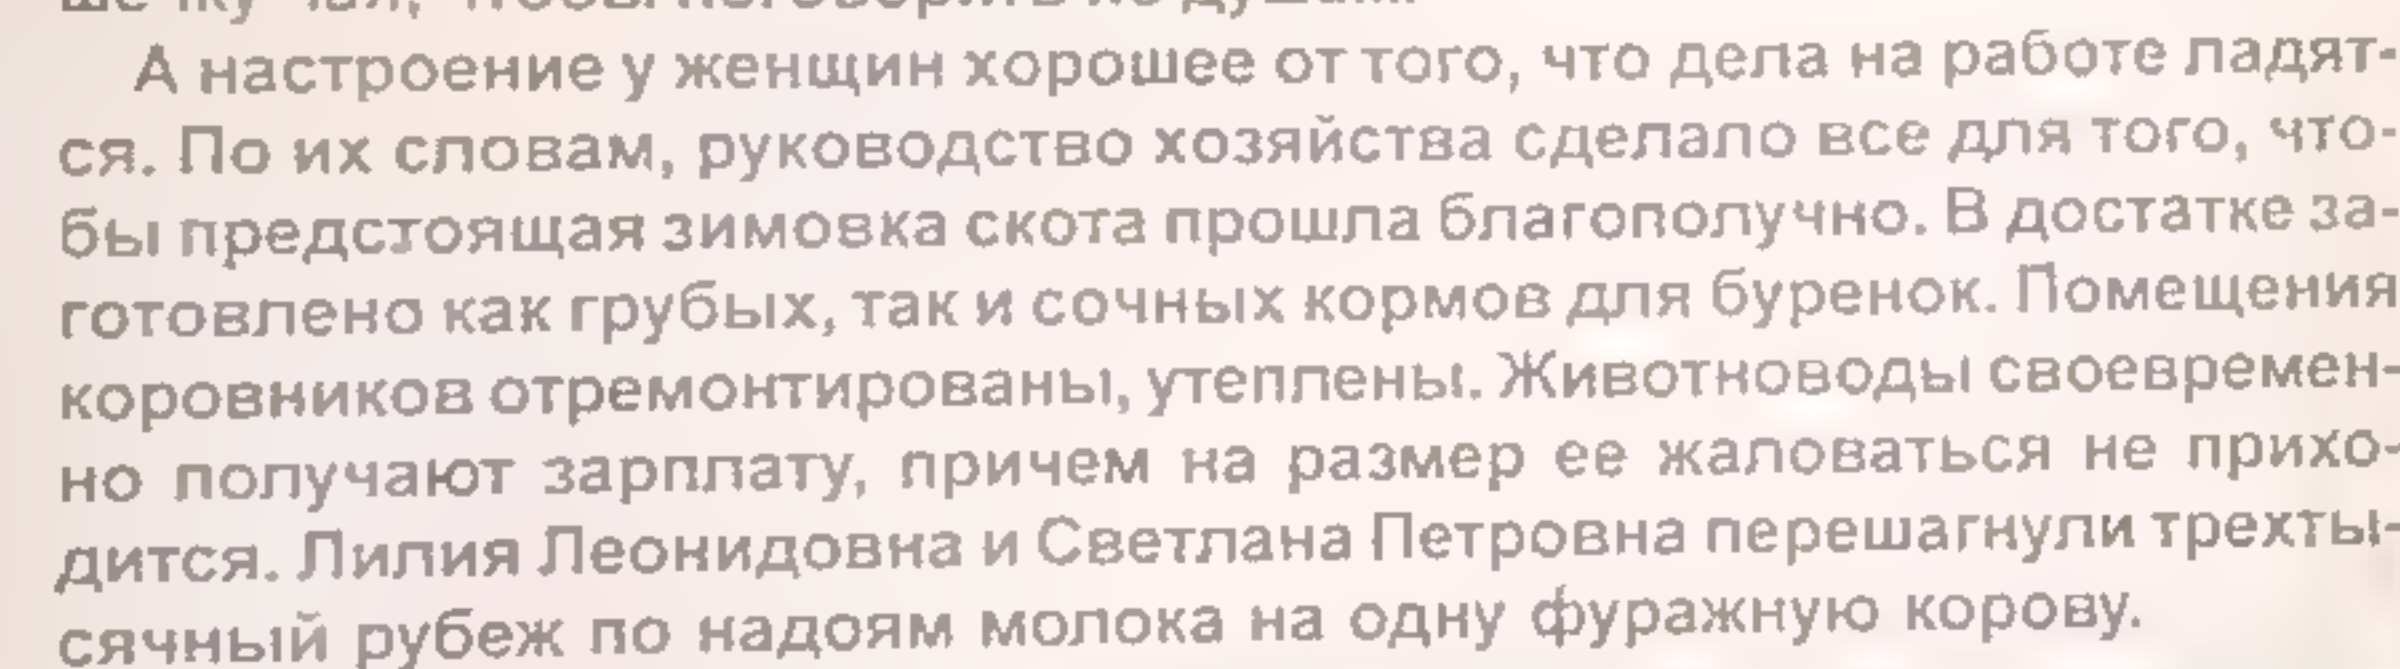 А настроение у женщин хорошее от того, что дела на работе ладят-
ся. По их словам, руководство хозяйства сделало все для того, что-
бы предстоящая зимовка скота прошла благополучно. В достатке за-
готовлено как грубых, так и сочных кормов для буренок. Помещения
коровников отремонтированы, утеплены. Животноводы своевремен-
но получают зарплату, причем на размер ее жаловаться не прихо-
дится. Лилия Леонидовна и Светлана Петровна перешагнули трехты-
сячный рубеж по надоям молока на одну фуражную корову.